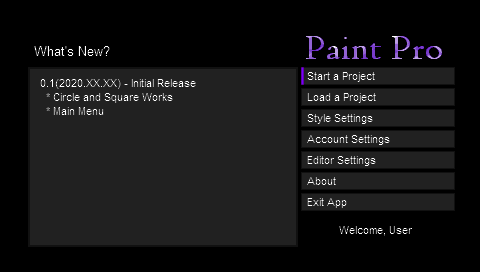 What's New?
0.1(2020.XX.XX) - Initial Release
* Circle and Square Works
* Main Menu
Paint Pro
Start a Project
Load a Project
Style Settings
Account Settings
Editor Settings
About
Exit App
Welcome, User